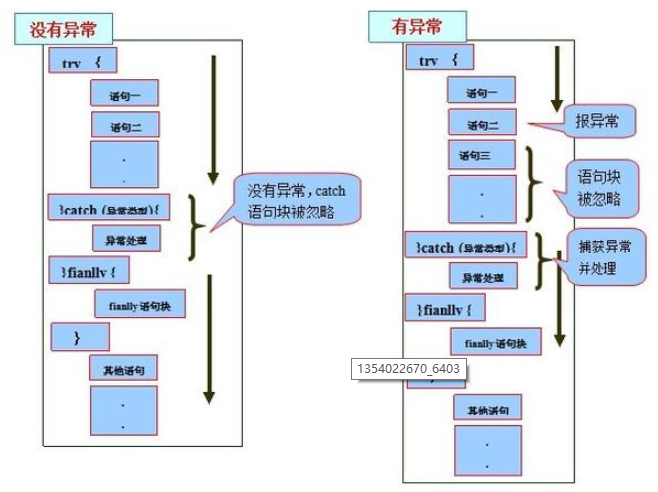 没有异常
try {
语句一
语句二
.
.
}catch (异常类型){
异常处理
}fianlly {
fianlly 语句块
}
其他语句
.
.
没有异常,catch
语句块被忽略
有异常
try {
语句一
语句二
语句三
.
.
}catch (异常类型){
异常处理
}fianlly {
fianlly 语句块
1354022670_6403
其他语句
.
.
报异常
语句块
被忽略
捕获异常
并处理